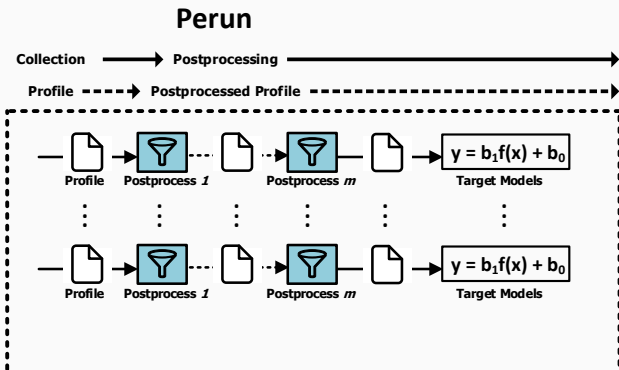 Perun
Collection Postprocessing
Profile Postprocessed Profile
y = b₁f(x) + b₀
Profile Postprocess 1 Postprocess m Target Models
y = b₁f(x) + b₀
Profile Postprocess 1 Postprocess m Target Models